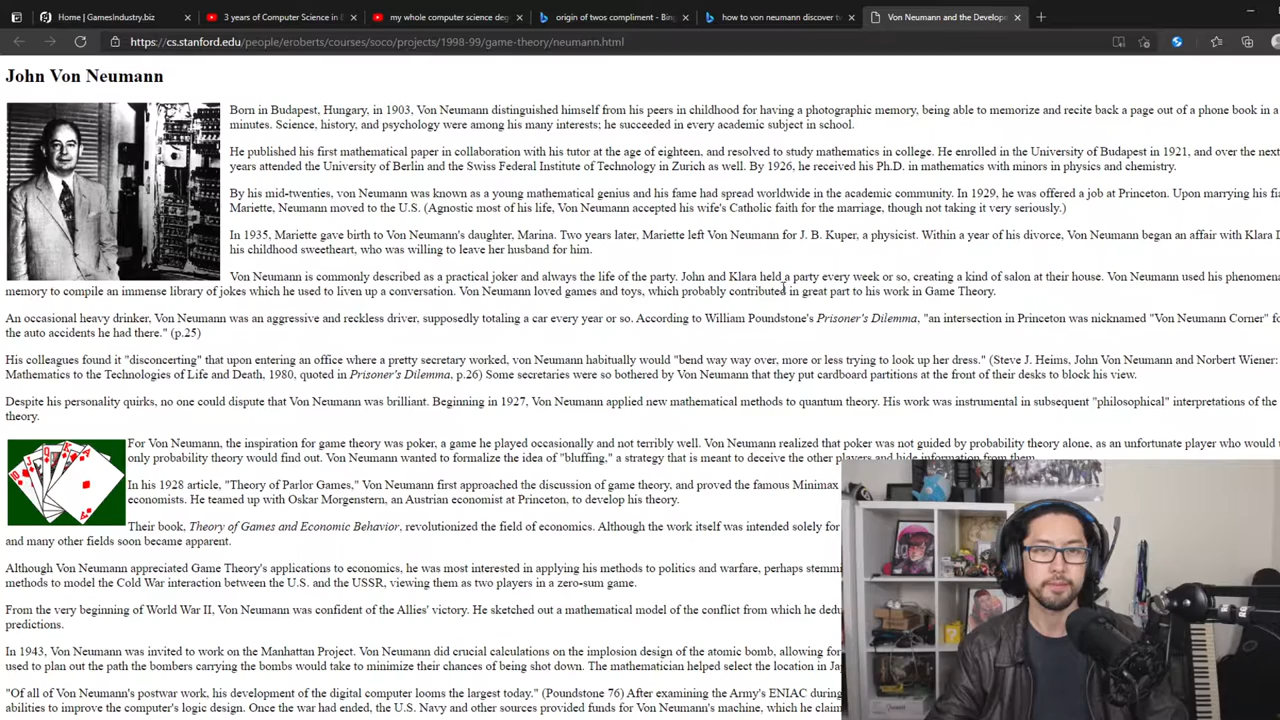 Home | GamesIndustry.biz
3 years of Computer Science in 8
my whole computer science deg
origin of twos compliment - Bing
how to von neumann discover tw
Von Neumann and the Develop
https://cs.stanford.edu/people/eroberts/courses/soco/projects/1998-99/game-theory/neumann.html
John Von Neumann
Born in Budapest, Hungary, in 1903, Von Neumann distinguished himself from his peers in childhood for having a photographic memory, being able to memorize and recite back a page out of a phone book in a
minutes. Science, history, and psychology were among his many interests; he succeeded in every academic subject in school.
He published his first mathematical paper in collaboration with his tutor at the age of eighteen, and resolved to study mathematics in college. He enrolled in the University of Budapest in 1921, and over the next
years attended the University of Berlin and the Swiss Federal Institute of Technology in Zurich as well. By 1926, he received his Ph.D. in mathematics with minors in physics and chemistry.
By his mid-twenties, von Neumann was known as a young mathematical genius and his fame had spread worldwide in the academic community. In 1929, he was offered a job at Princeton. Upon marrying his
Mariette, Neumann moved to the U.S. (Agnostic most of his life, Von Neumann accepted his wife's Catholic faith for the marriage, though not taking it very seriously.)
In 1935, Mariette gave birth to Von Neumann's daughter, Marina. Two years later, Mariette left Von Neumann for J. B. Kuper, a physicist. Within a year of his divorce, Von Neumann began an affair with Klara D
his childhood sweetheart, who was willing to leave her husband for him.
Von Neumann is commonly described as a practical joker and always the life of the party. John and Klara held a party every week or so, creating a kind of salon at their house. Von Neumann used his phenomena
memory to compile an immense library of jokes which he used to liven up a conversation. Von Neumann loved games and toys, which probably contributed in great part to his work in Game Theory.
An occasional heavy drinker, Von Neumann was an aggressive and reckless driver, supposedly totaling a car every year or so. According to William Poundstone's Prisoner's Dilemma, "an intersection in Princeton was nicknamed "Von Neumann Corner" fo
the auto accidents he had there." (p.25)
His colleagues found it "disconcerting" that upon entering an office where a pretty secretary worked, von Neumann habitually would "bend way way over, more or less trying to look up her dress." (Steve J. Heims, John Von Neumann and Norbert Wiener:
Mathematics to the Technologies of Life and Death, 1980, quoted in Prisoner's Dilemma, p.26) Some secretaries were so bothered by Von Neumann that they put cardboard partitions at the front of their desks to block his view.
Despite his personality quirks, no one could dispute that Von Neumann was brilliant. Beginning in 1927, Von Neumann applied new mathematical methods to quantum theory. His work was instrumental in subsequent "philosophical" interpretations of the
theory.
For Von Neumann, the inspiration for game theory was poker, a game he played occasionally and not terribly well. Von Neumann realized that poker was not guided by probability theory alone, as an unfortunate player who would u
only probability theory would find out. Von Neumann wanted to formalize the idea of "bluffing," a strategy that is meant to deceive the other players and hide information from them.
In his 1928 article, "Theory of Parlor Games," Von Neumann first approached the discussion of game theory, and proved the famous Minimax
economists. He teamed up with Oskar Morgenstern, an Austrian economist at Princeton, to develop his theory.
Their book, Theory of Games and Economic Behavior, revolutionized the field of economics. Although the work itself was intended solely for
and many other fields soon became apparent.
Although Von Neumann appreciated Game Theory's applications to economics, he was most interested in applying his methods to politics and warfare, perhaps stemmi
methods to model the Cold War interaction between the U.S. and the USSR, viewing them as two players in a zero-sum game.
From the very beginning of World War II, Von Neumann was confident of the Allies' victory. He sketched out a mathematical model of the conflict from which he dedu
predictions.
In 1943, Von Neumann was invited to work on the Manhattan Project. Von Neumann did crucial calculations on the implosion design of the atomic bomb, allowing for
used to plan out the path the bombers carrying the bombs would take to minimize their chances of being shot down. The mathematician helped select the location in Ja
"Of all of Von Neumann's postwar work, his development of the digital computer looms the largest today." (Poundstone 76) After examining the Army's ENIAC during
abilities to improve the computer's logic design. Once the war had ended, the U.S. Navy and other sources provided funds for Von Neumann's machine, which he claim